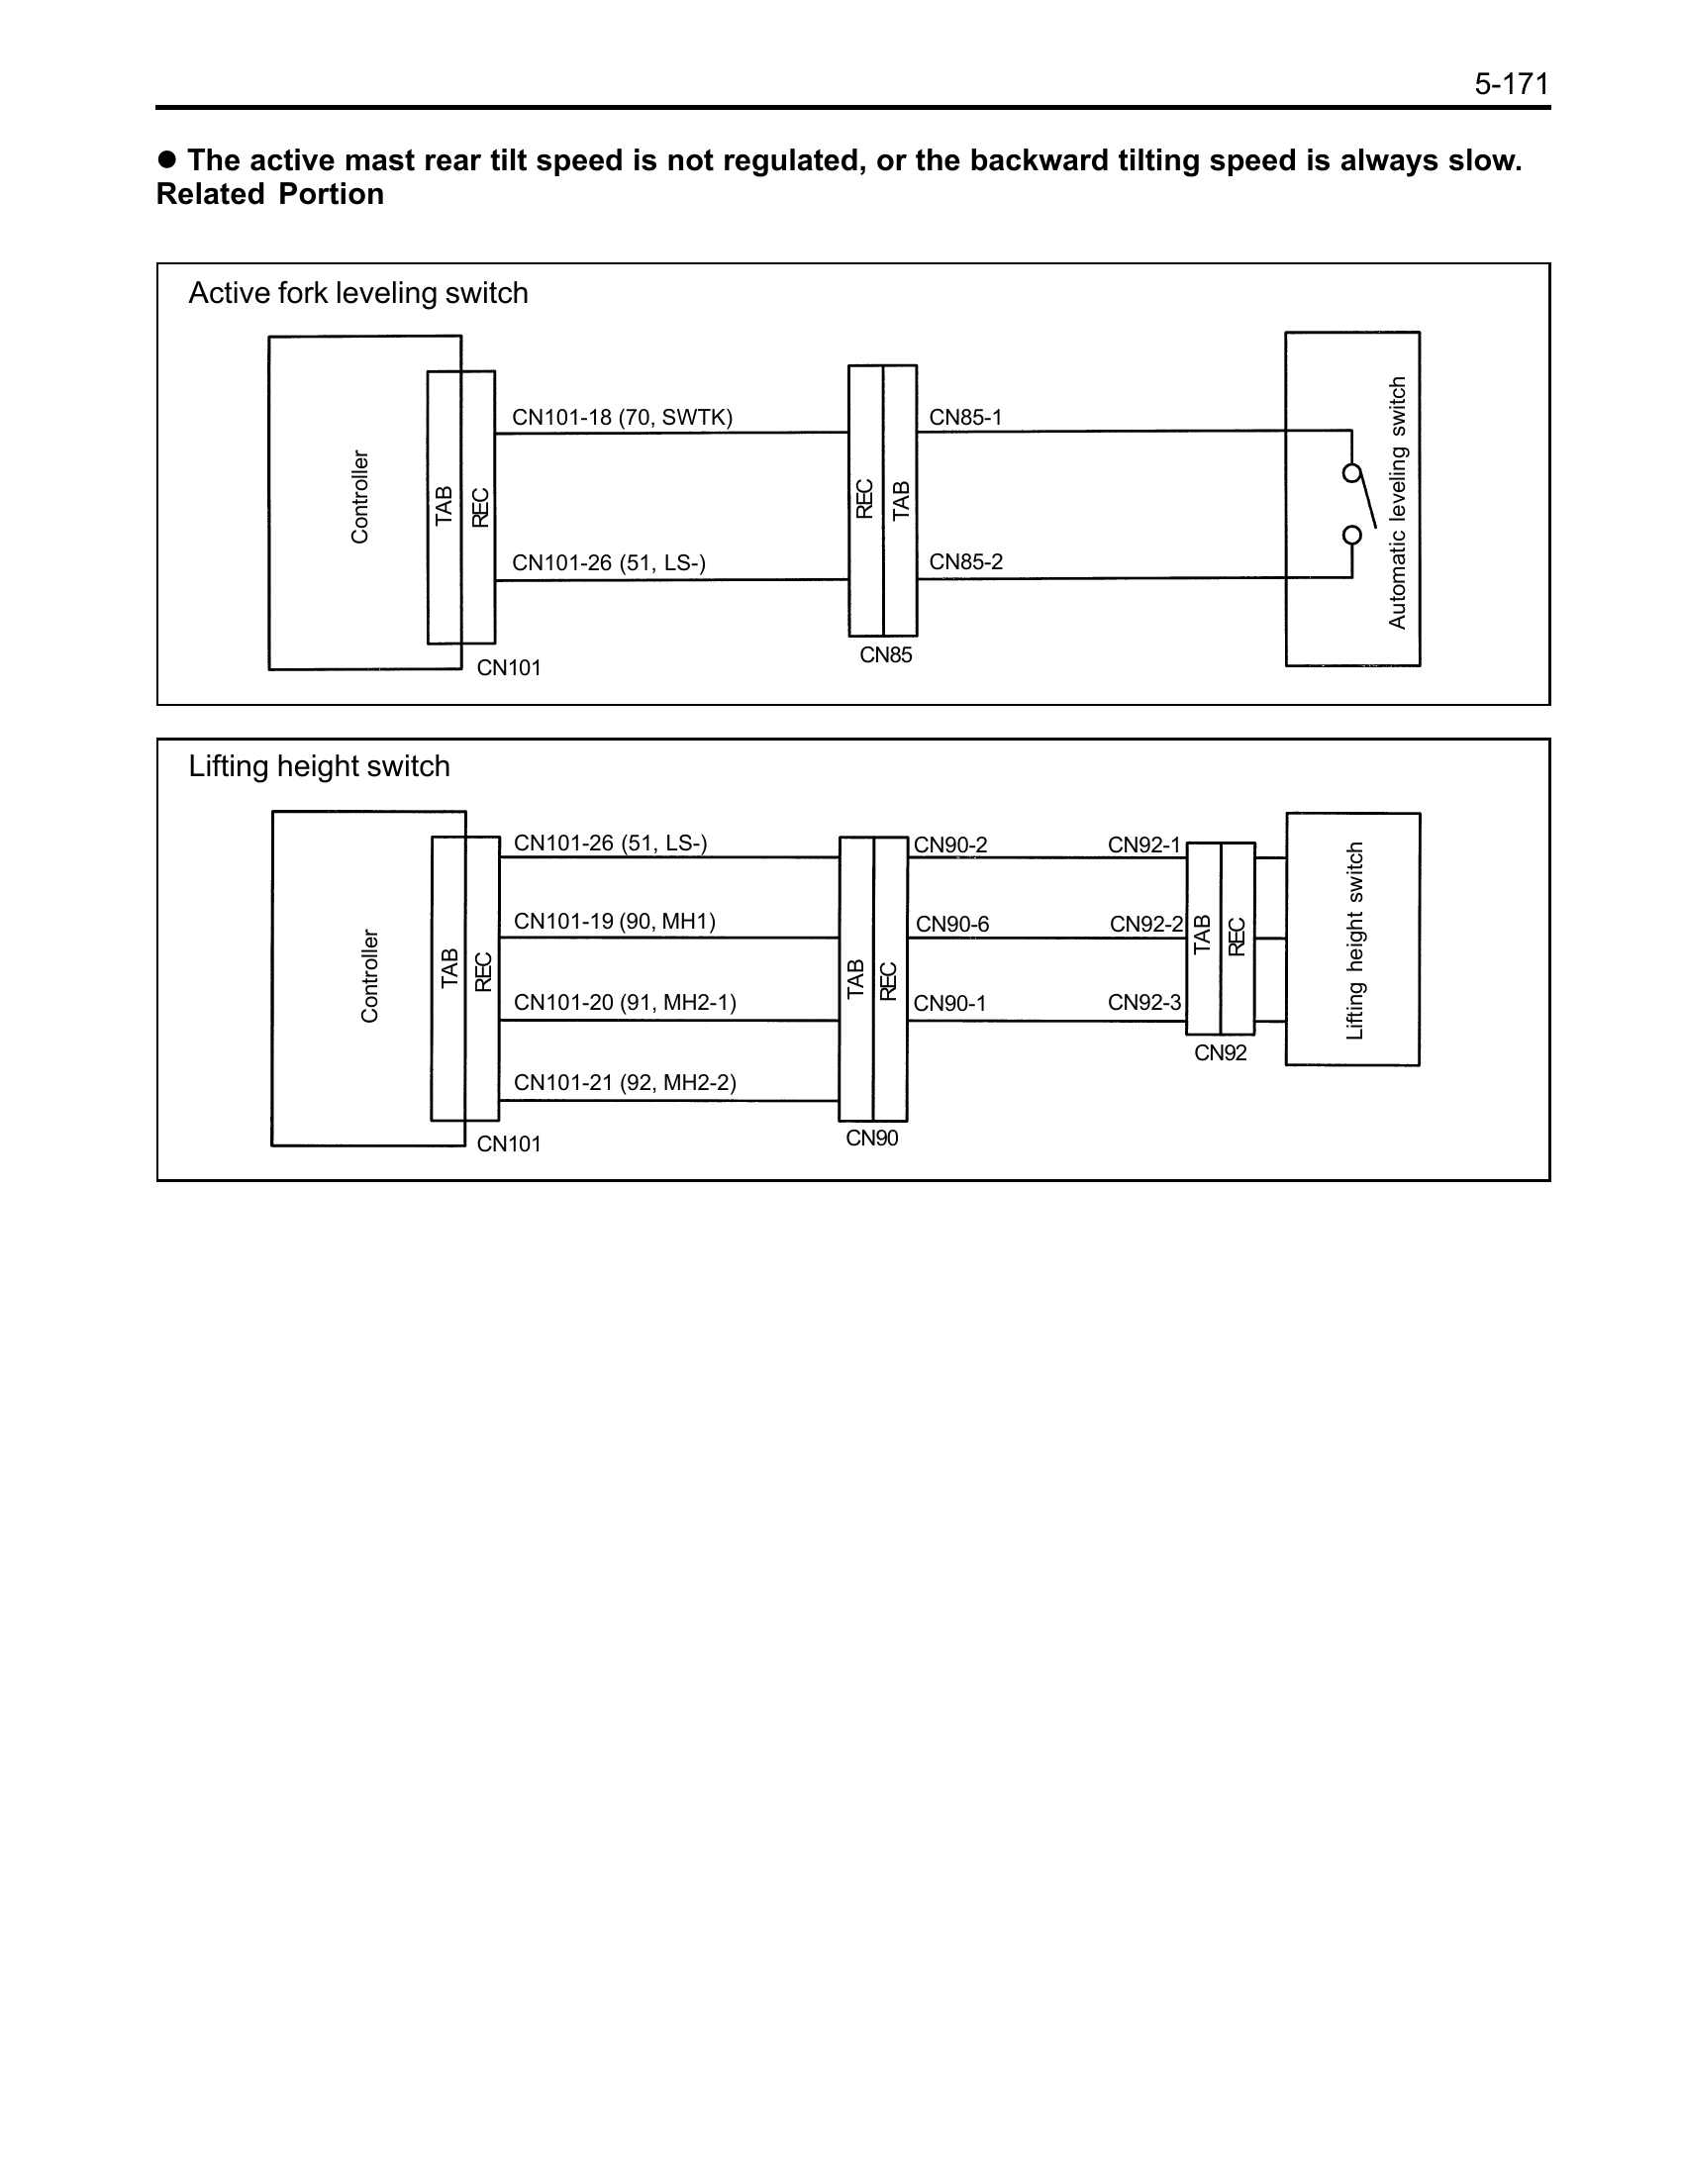 5-171
● The active mast rear tilt speed is not regulated, or the backward tilting speed is always slow.
Related Portion
Active fork leveling switch
Controller
TAB
REC
CN101-18 (70, SWTK)
CN101-26 (51, LS-)
CN101
REC
TAB
CN85
CN85-1
CN85-2
Automatic leveling switch
Lifting height switch
Controller
TAB
REC
CN101-26 (51, LS-)
CN101-19 (90, MH1)
CN101-20 (91, MH2-1)
CN101-21 (92, MH2-2)
CN101
TAB
REC
CN90
CN90-2
CN90-6
CN90-1
CN92-1
CN92-2
CN92-3
TAB
REC
CN92
Lifting height switch